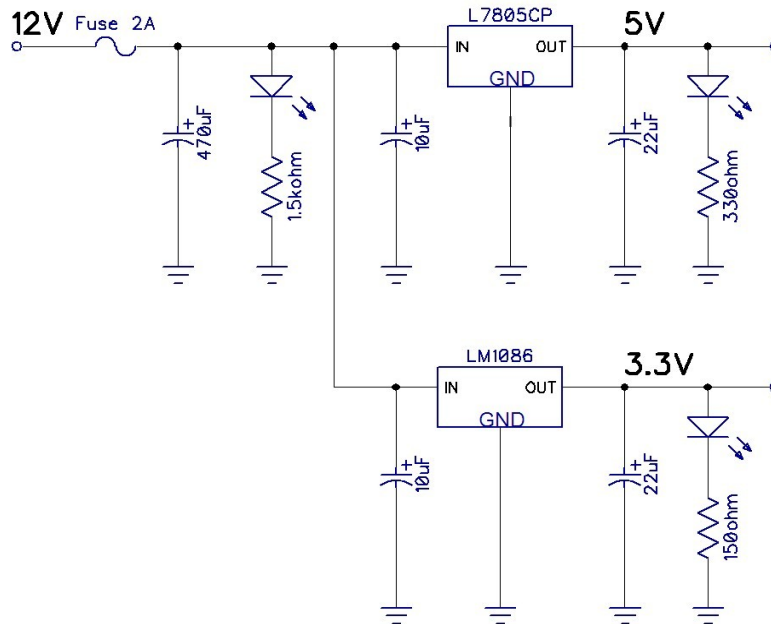 12V Fuse 2A
L7805CP
5V
IN OUT
GND
470uF
1.5kohm
10uF
22uF
330ohm
LM1086
3.3V
IN OUT
GND
10uF
22uF
150ohm